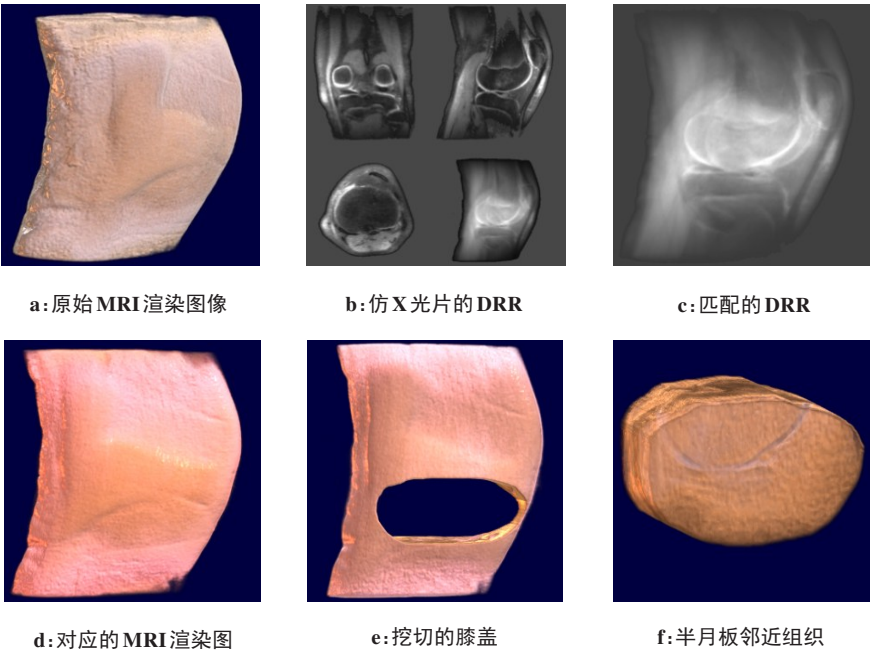 a:原始MRI渲染图像
b:仿X光片的DRR
c:匹配的DRR
d:对应的MRI渲染图
e:挖切的膝盖
f:半月板邻近组织